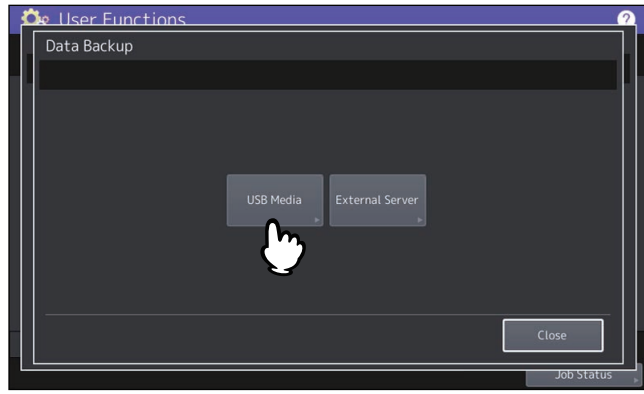 User Functions
?
Data Backup
USB Media
External Server
Close
Job Status